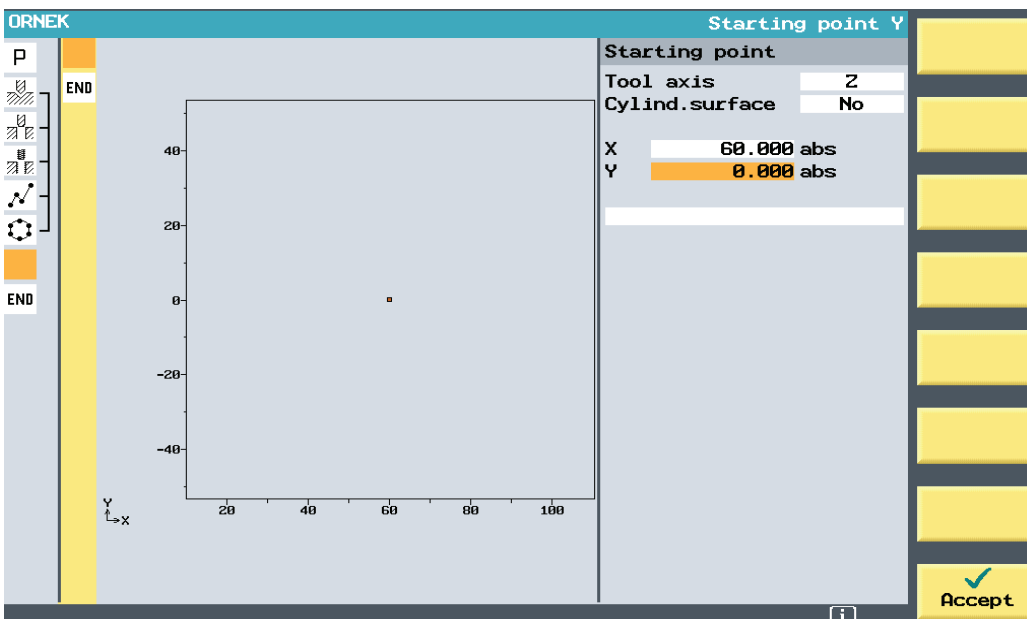 ORNEK
Starting point Y
P
END
END
40
20
0
-20
-40
20
40
60
80
100
Y
X
Starting point
Tool axis Z
Cylind.surface No
X 60.000 abs
Y 0.000 abs
Accept
i